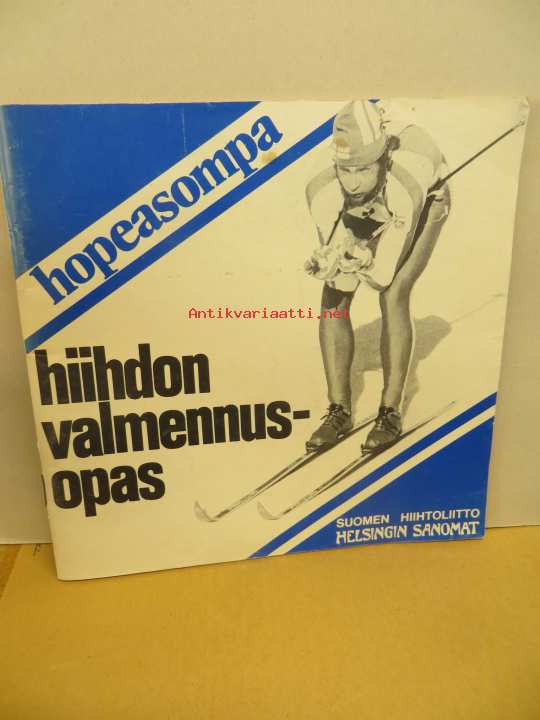 hopeasompa
Antikvariaatti.net
hiihdon
valmennus-
opas
SUOMEN HIIHTOLIITTO
HELSINGIN SANOMAT